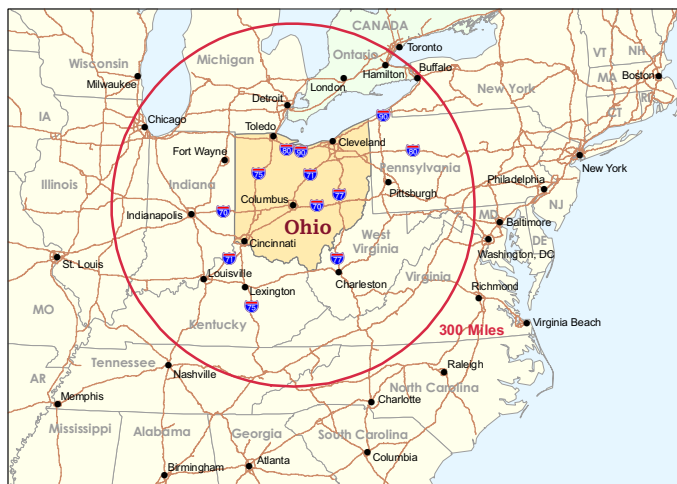 CANADA
Wisconsin
Michigan
Ontario
Toronto
VT
NH
Milwaukee
Hamilton
Buffalo
London
New York
MA
Boston
Detroit
RI
IA
Chicago
90
CT
Toledo
80
90
Cleveland
80
Fort Wayne
New York
75
71
Pennsylvania
Illinois
Indiana
77
Pittsburgh
Philadelphia
Columbus
70
NJ
Indianapolis
70
Ohio
MD
Baltimore
West
Virginia
DE
Cincinnati
Washington, DC
St. Louis
71
77
Louisville
Charleston
Virginia
Lexington
Richmond
MO
75
Kentucky
300 Miles
Virginia Beach
Tennessee
Nashville
Raleigh
AR
North Carolina
Memphis
Charlotte
Mississippi
Alabama
Georgia
South Carolina
Columbia
Birmingham
Atlanta